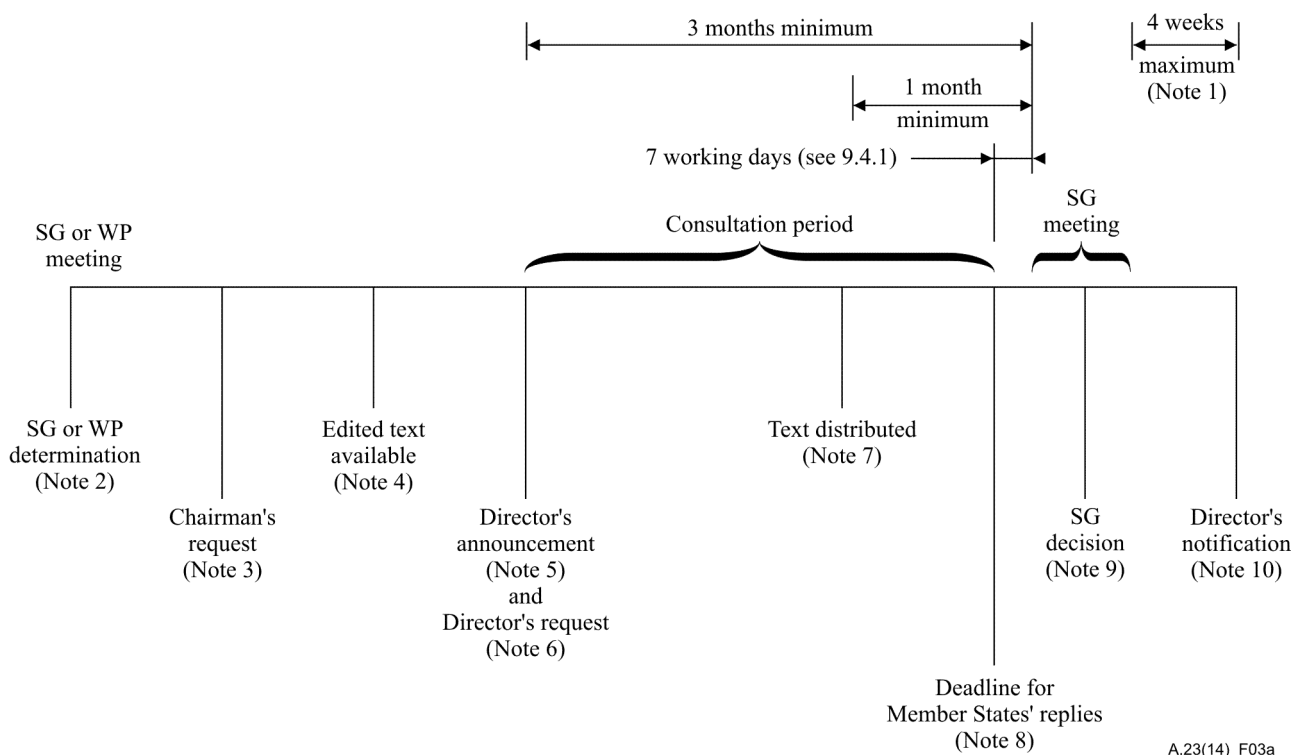 3 months minimum
4 weeks
maximum
(Note 1)
1 month
minimum
7 working days (see 9.4.1)
SG or WP
meeting
Consultation period
SG
meeting
SG or WP
determination
(Note 2)
Chairman's
request
(Note 3)
Edited text
available
(Note 4)
Director's
announcement
(Note 5)
and
Director's request
(Note 6)
Text distributed
(Note 7)
Deadline for
Member States' replies
(Note 8)
SG
decision
(Note 9)
Director's
notification
(Note 10)
A.23(14)_F03a